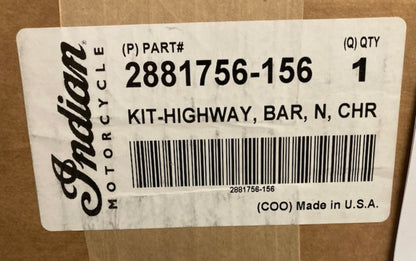 Indian
MOTORCYCLE
(P) PART# (Q) QTY
2881756-156 1
KIT-HIGHWAY, BAR, N, CHR
2881756-156
(COO) Made in U.S.A.